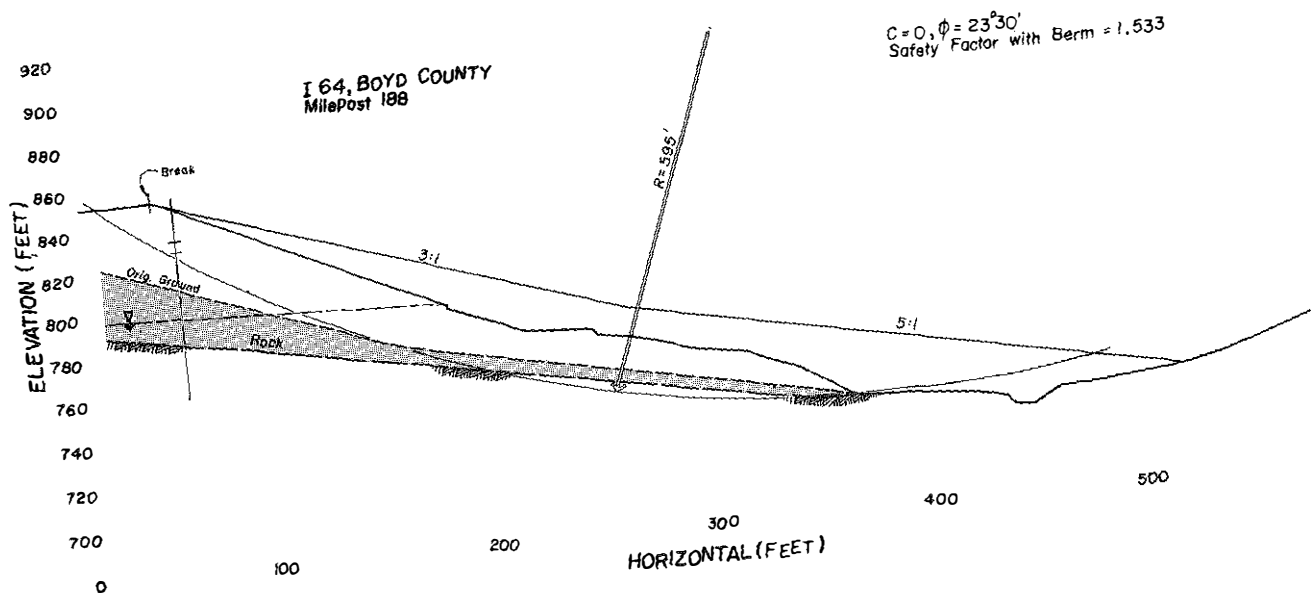 C = 0, φ = 23°30'
Safety Factor with Berm = 1.533
I 64, BOYD COUNTY
MilePost 188
920
900
880
860
840
820
800
780
760
740
720
700
0
ELEVATION (FEET)
Break
R = 595'
3:1
5:1
Orig. Ground
Rock
100
200
300
400
500
HORIZONTAL (FEET)